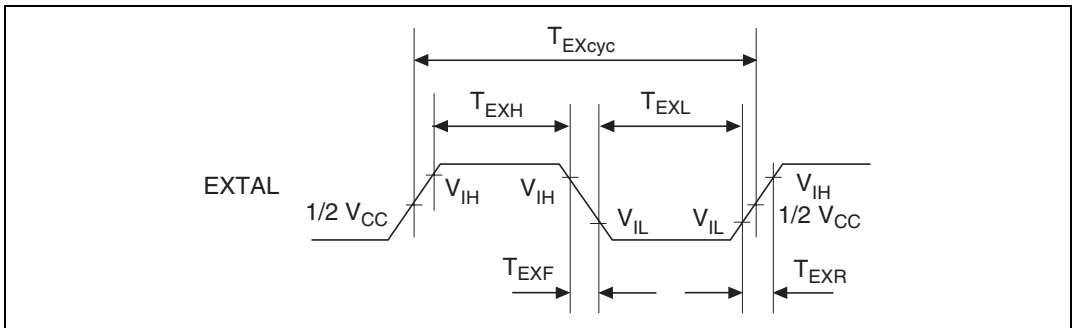 TEXcyc
TEXH
TEXL
EXTAL
VIH
VIH
VIH
1/2 VCC
VIL
VIL
1/2 VCC
TEXF
TEXR